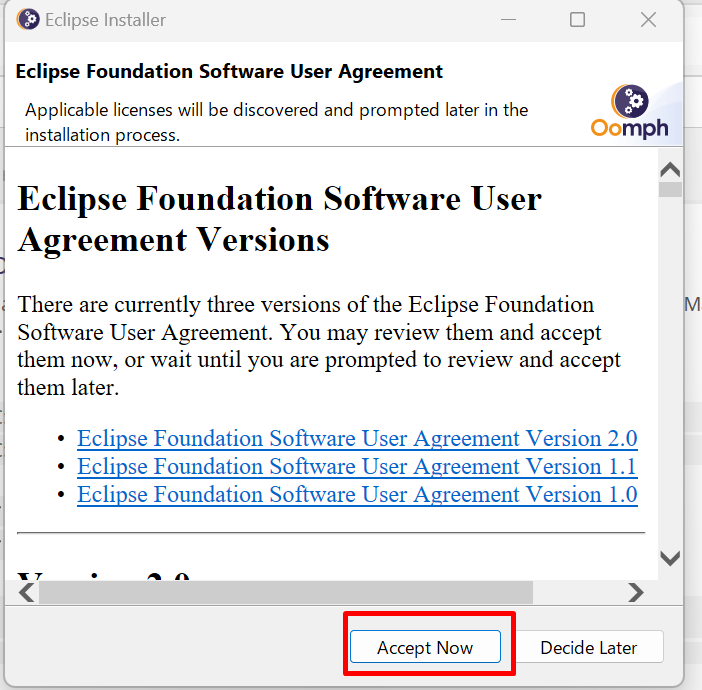 Eclipse Installer
Eclipse Foundation Software User Agreement
Applicable licenses will be discovered and prompted later in the
installation process.
Oomph
Eclipse Foundation Software User
Agreement Versions
There are currently three versions of the Eclipse Foundation
Software User Agreement. You may review them and accept
them now, or wait until you are prompted to review and accept
them later.
• Eclipse Foundation Software User Agreement Version 2.0
• Eclipse Foundation Software User Agreement Version 1.1
• Eclipse Foundation Software User Agreement Version 1.0
Version 2.0
Accept Now
Decide Later